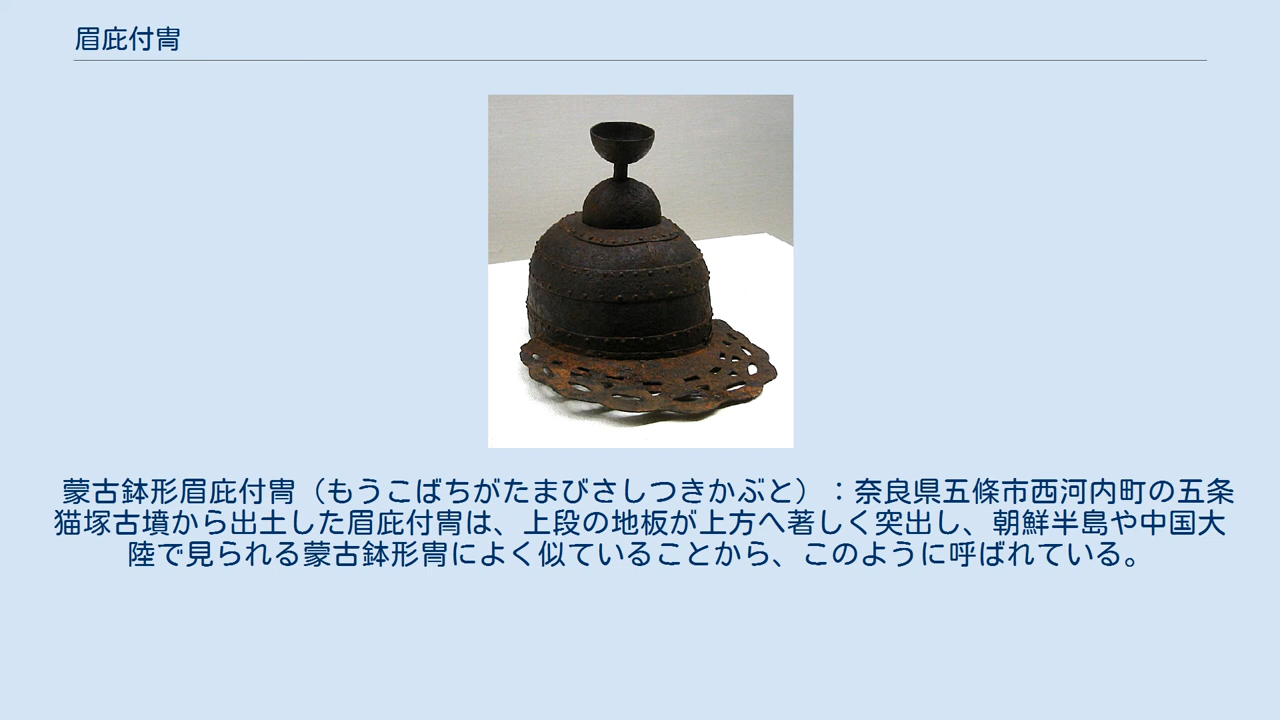 眉庇付冑
蒙古鉢形眉庇付冑（もうこばちがたまびさしつきかぶと）：奈良県五條市西河内町の五条
猫塚古墳から出土した眉庇付冑は、上段の地板が上方へ著しく突出し、朝鮮半島や中国大
陸で見られる蒙古鉢形冑によく似ていることから、このように呼ばれている。